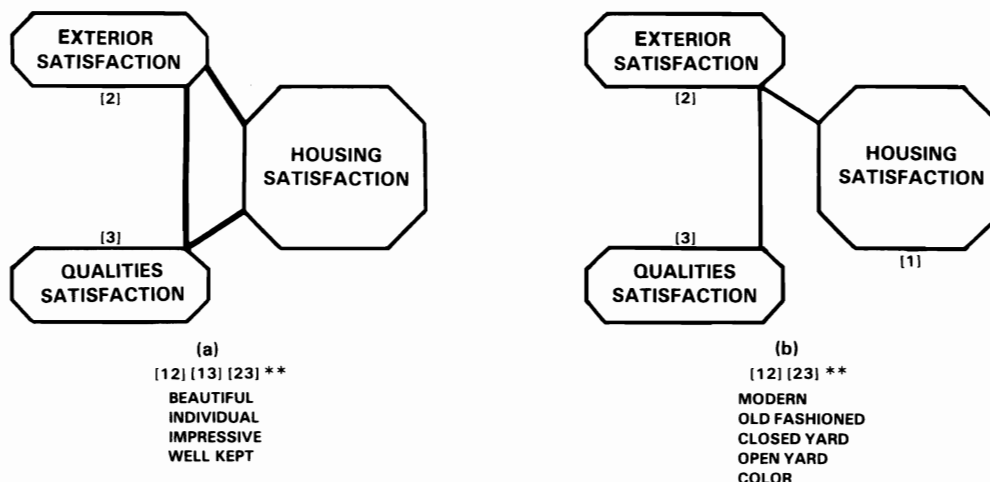 EXTERIOR
SATISFACTION
[2]
HOUSING
SATISFACTION
[3]
QUALITIES
SATISFACTION
(a)
[12] [13] [23] **
BEAUTIFUL
INDIVIDUAL
IMPRESSIVE
WELL KEPT
EXTERIOR
SATISFACTION
[2]
HOUSING
SATISFACTION
[1]
[3]
QUALITIES
SATISFACTION
(b)
[12] [23] **
MODERN
OLD FASHIONED
CLOSED YARD
OPEN YARD
COLOR